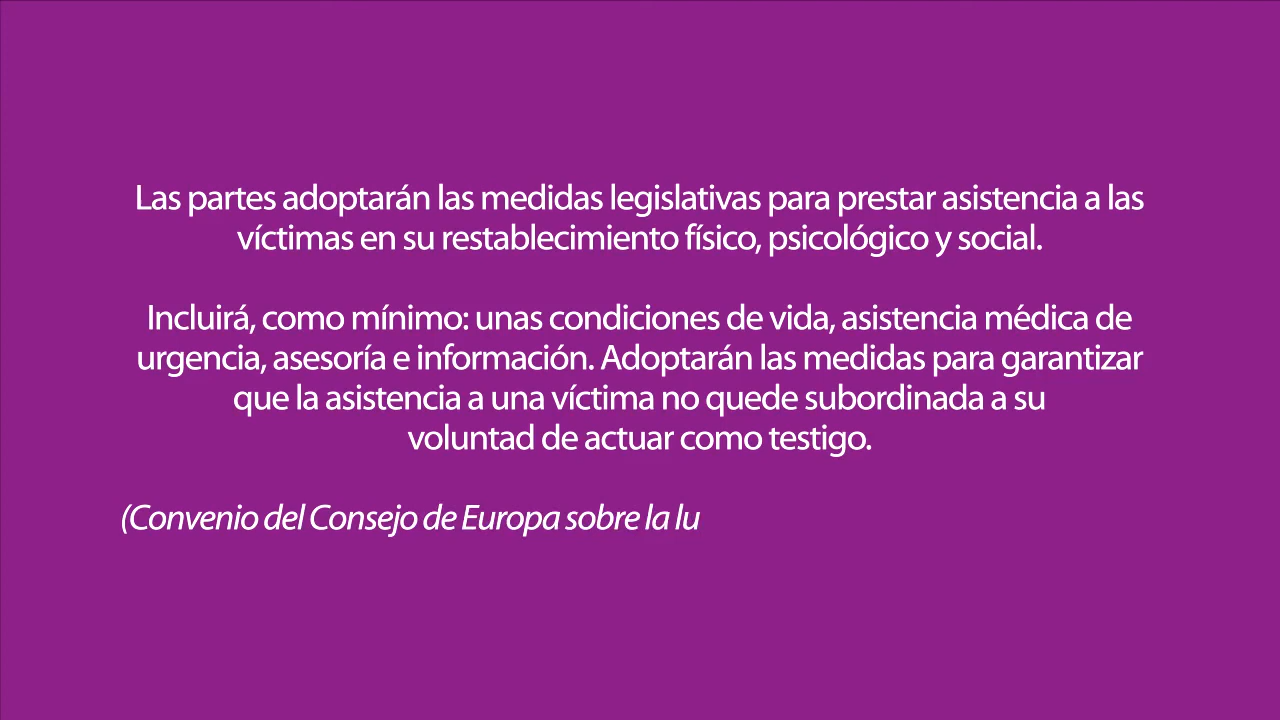 Las partes adoptarán las medidas legislativas para prestar asistencia a las
víctimas en su restablecimiento físico, psicológico y social.
Incluirá, como mínimo: unas condiciones de vida, asistencia médica de
urgencia, asesoría e información. Adoptarán las medidas para garantizar
que la asistencia a una víctima no quede subordinada a su
voluntad de actuar como testigo.
(Convenio del Consejo de Europa sobre la lu